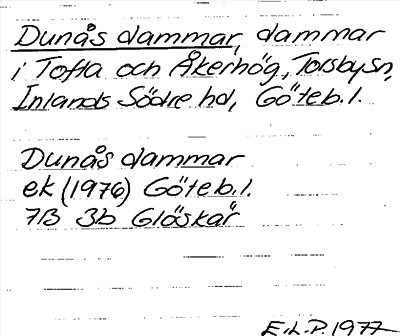 Dunås dammar, dammar
i Tofta och Åkerhög, Torsby sn,
Inlands Södre hd, Göteb.l.
Dunås dammar
ek (1976) Göteb.l.
7B 3b Glöskär
E.L.P. 1977